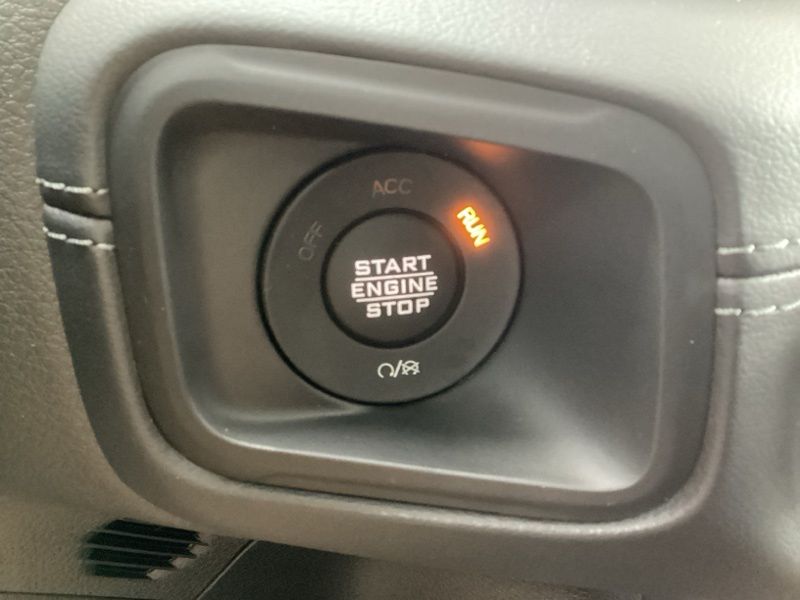 ACC
OFF
RUN
START
ENGINE
STOP